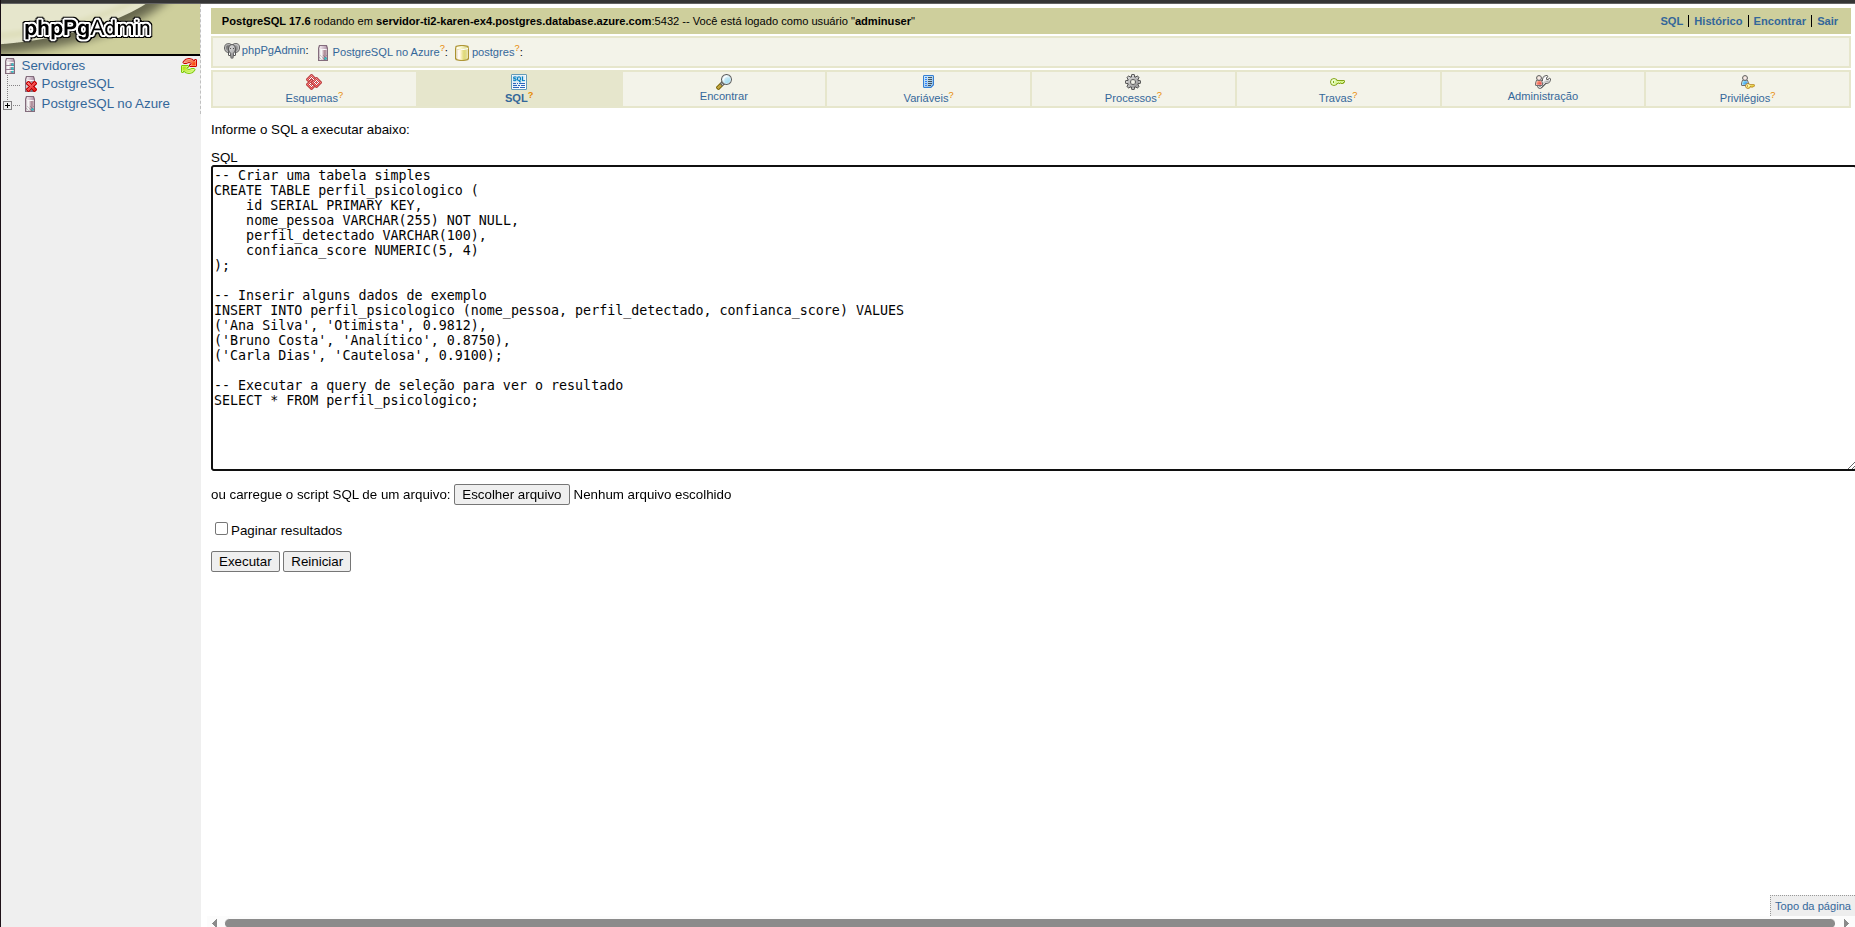 phpPgAdmin
Servidores
PostgreSQL
PostgreSQL no Azure
PostgreSQL 17.6 rodando em servidor-ti2-karen-ex4.postgres.database.azure.com:5432 -- Você está logado como usuário "adminuser"
SQL | Histórico | Encontrar | Sair
phpPgAdmin: PostgreSQL no Azure?: postgres?:
Esquemas? SQL? Encontrar Variáveis? Processos? Travas? Administração Privilégios?
Informe o SQL a executar abaixo:
SQL
-- Criar uma tabela simples
CREATE TABLE perfil_psicologico (
    id SERIAL PRIMARY KEY,
    nome_pessoa VARCHAR(255) NOT NULL,
    perfil_detectado VARCHAR(100),
    confianca_score NUMERIC(5, 4)
);
-- Inserir alguns dados de exemplo
INSERT INTO perfil_psicologico (nome_pessoa, perfil_detectado, confianca_score) VALUES
('Ana Silva', 'Otimista', 0.9812),
('Bruno Costa', 'Analítico', 0.8750),
('Carla Dias', 'Cautelosa', 0.9100);
-- Executar a query de seleção para ver o resultado
SELECT * FROM perfil_psicologico;
ou carregue o script SQL de um arquivo: Escolher arquivo Nenhum arquivo escolhido
Paginar resultados
Executar Reiniciar
Topo da página